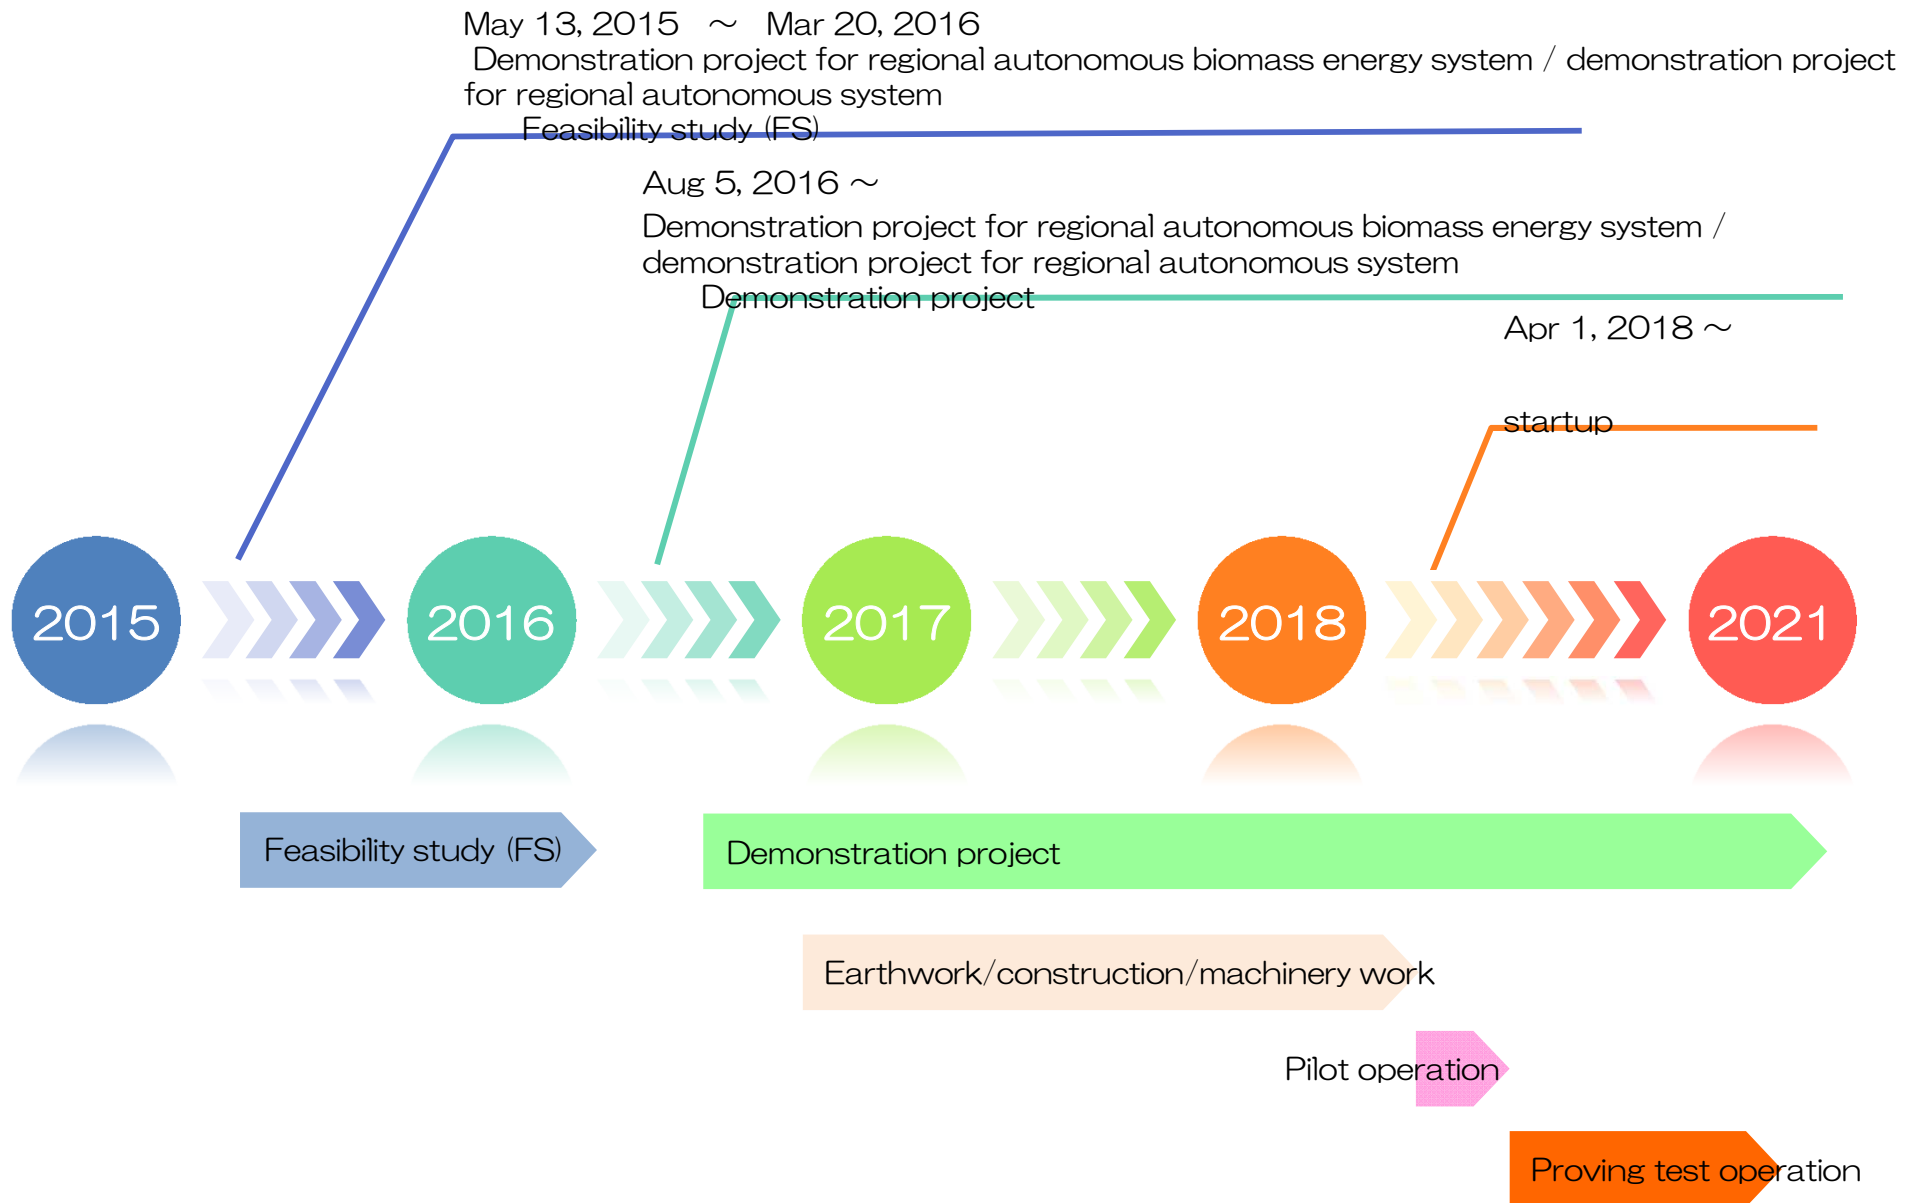 May 13, 2015 ～ Mar 20, 2016
Demonstration project for regional autonomous biomass energy system / demonstration project
for regional autonomous system
Feasibility study (FS)
Aug 5, 2016 ～
Demonstration project for regional autonomous biomass energy system /
demonstration project for regional autonomous system
Demonstration project
Apr 1, 2018 ～
startup
2015
2016
2017
2018
2021
Feasibility study (FS)
Demonstration project
Earthwork/construction/machinery work
Pilot operation
Proving test operation